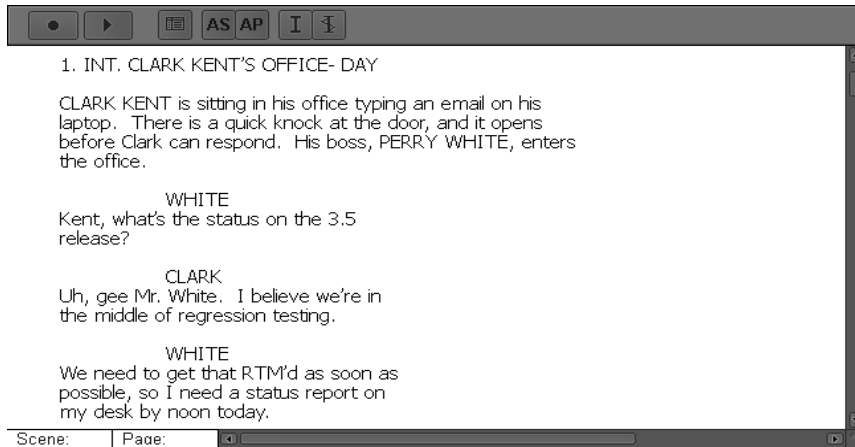 AS AP
1. INT. CLARK KENT'S OFFICE- DAY
CLARK KENT is sitting in his office typing an email on his
laptop. There is a quick knock at the door, and it opens
before Clark can respond. His boss, PERRY WHITE, enters
the office.
WHITE
Kent, what's the status on the 3.5
release?
CLARK
Uh, gee Mr. White. I believe we're in
the middle of regression testing.
WHITE
We need to get that RTM'd as soon as
possible, so I need a status report on
my desk by noon today.
Scene: Page: